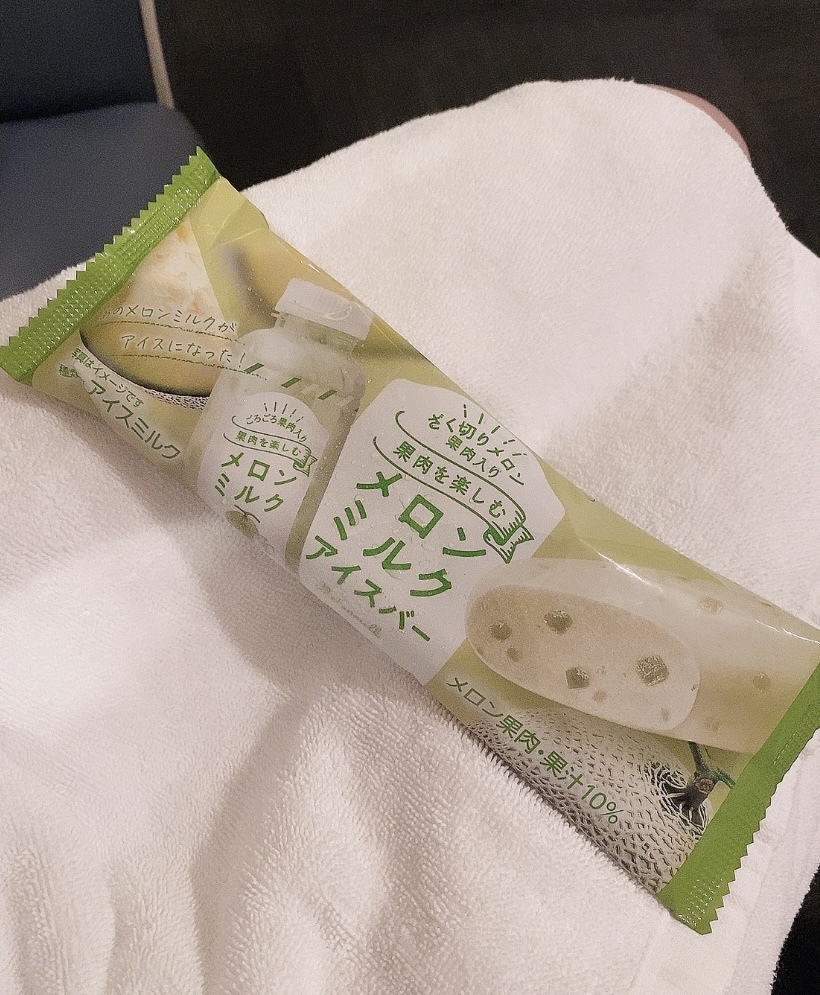 のメロンミルクが
アイスになった！
写真はイメージです
種類
アイスミルク
ごろごろ果肉入り
果肉を楽しむ
メロン
ミルク
ざく切りメロン
果肉入り
果肉を楽しむ
メロン
ミルク
アイスバー
メロン果肉・果汁10%